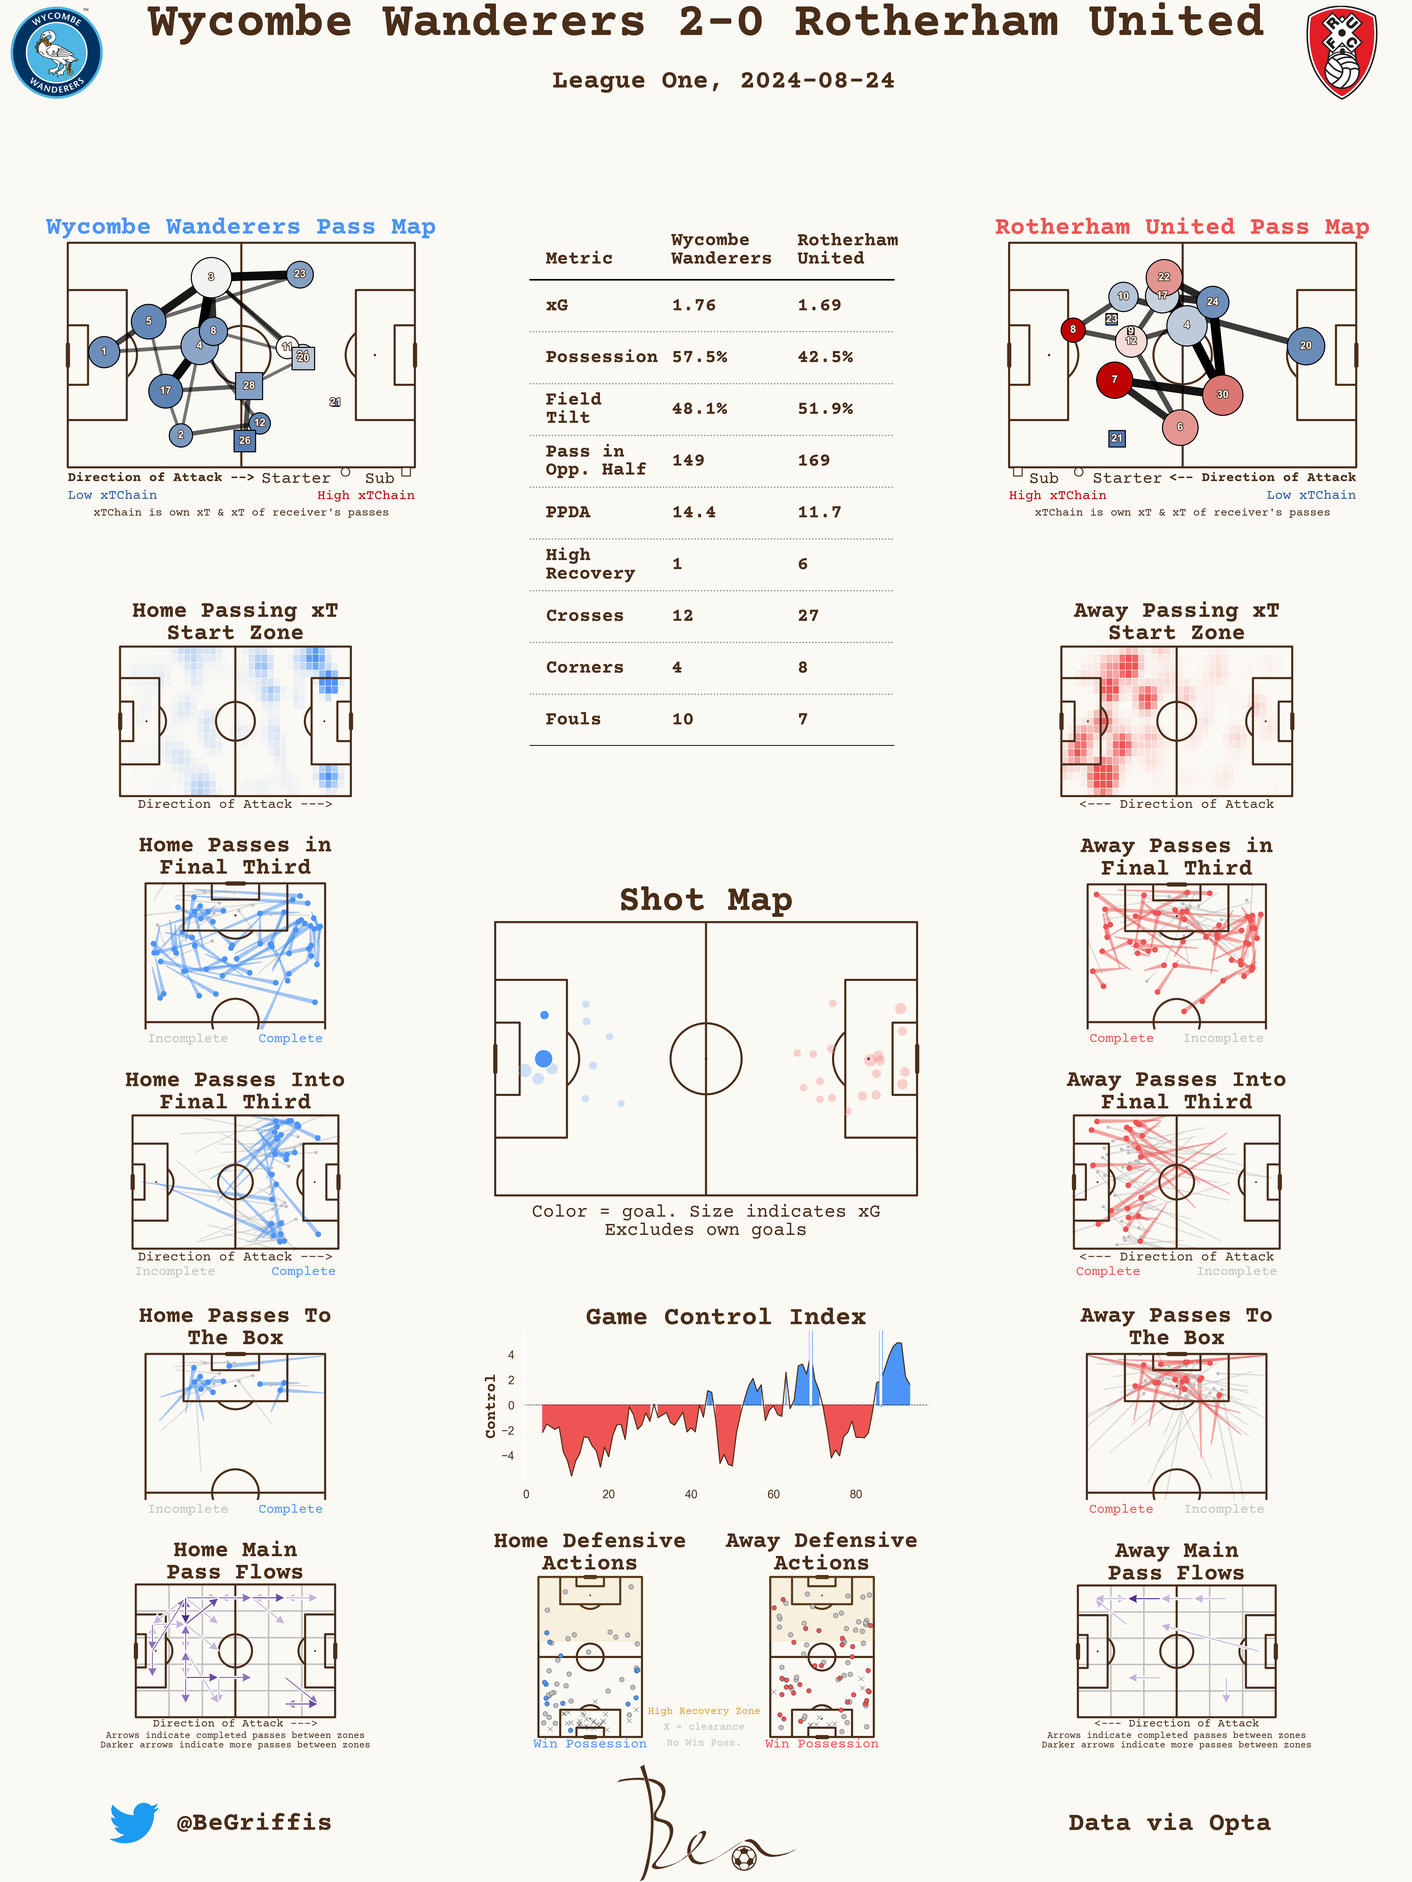 Wycombe Wanderers 2-0 Rotherham United
League One, 2024-08-24
WYCOMBE
WANDERERS
™
R U
F C
Wycombe Wanderers Pass Map
3
23
5
8
4
1
11
20
17
28
12
2
26
21
Direction of Attack --> Starter Sub
Low xTChain High xTChain
xTChain is own xT & xT of receiver's passes
Metric Wycombe Wanderers Rotherham United
xG 1.76 1.69
Possession 57.5% 42.5%
Field Tilt 48.1% 51.9%
Pass in Opp. Half 149 169
PPDA 14.4 11.7
High Recovery 1 6
Crosses 12 27
Corners 4 8
Fouls 10 7
Rotherham United Pass Map
22
10
17
24
23
8
9
4
12
20
7
30
6
21
Sub Starter <-- Direction of Attack
High xTChain Low xTChain
xTChain is own xT & xT of receiver's passes
Home Passing xT
Start Zone
Direction of Attack --->
Away Passing xT
Start Zone
<--- Direction of Attack
Home Passes in
Final Third
Incomplete Complete
Away Passes in
Final Third
Complete Incomplete
Shot Map
Color = goal. Size indicates xG
Excludes own goals
Home Passes Into
Final Third
Direction of Attack --->
Incomplete Complete
Away Passes Into
Final Third
<--- Direction of Attack
Complete Incomplete
Home Passes To
The Box
Incomplete Complete
Game Control Index
Control
4
2
0
−2
−4
0 20 40 60 80
Away Passes To
The Box
Complete Incomplete
Home Main
Pass Flows
Direction of Attack --->
Arrows indicate completed passes between zones
Darker arrows indicate more passes between zones
Home Defensive
Actions
Win Possession
High Recovery Zone
X = clearance
No Win Poss.
Away Defensive
Actions
Win Possession
Away Main
Pass Flows
<--- Direction of Attack
Arrows indicate completed passes between zones
Darker arrows indicate more passes between zones
@BeGriffis
Ben
Data via Opta